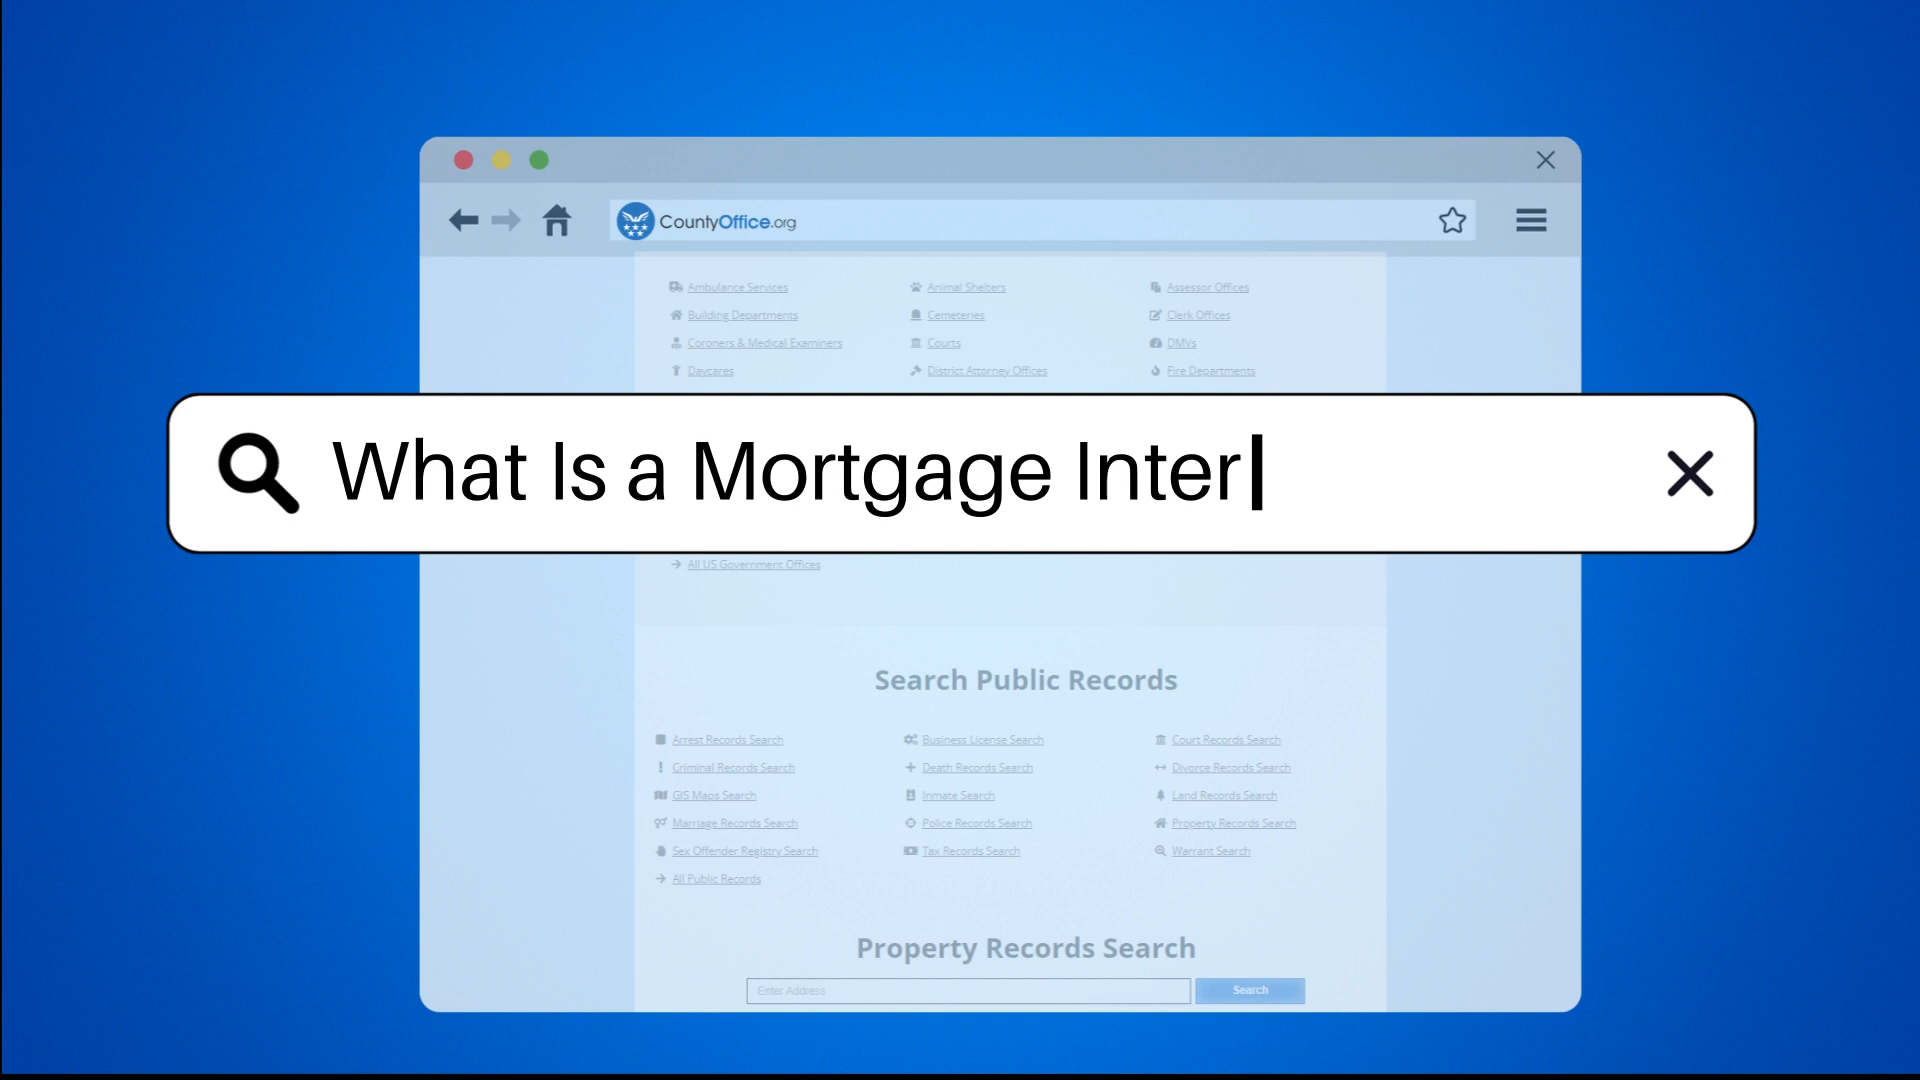 CountyOffice.org
Ambulance Services Animal Shelters Assessor Offices
Building Departments Cemeteries Clerk Offices
Coroners & Medical Examiners Courts DMVs
Daycares District Attorney Offices Fire Departments
What Is a Mortgage Inter
All US Government Offices
Search Public Records
Arrest Records Search Business License Search Court Records Search
Criminal Records Search Death Records Search Divorce Records Search
GIS Maps Search Inmate Search Land Records Search
Marriage Records Search Police Records Search Property Records Search
Sex Offender Registry Search Tax Records Search Warrant Search
All Public Records
Property Records Search
Enter Address Search